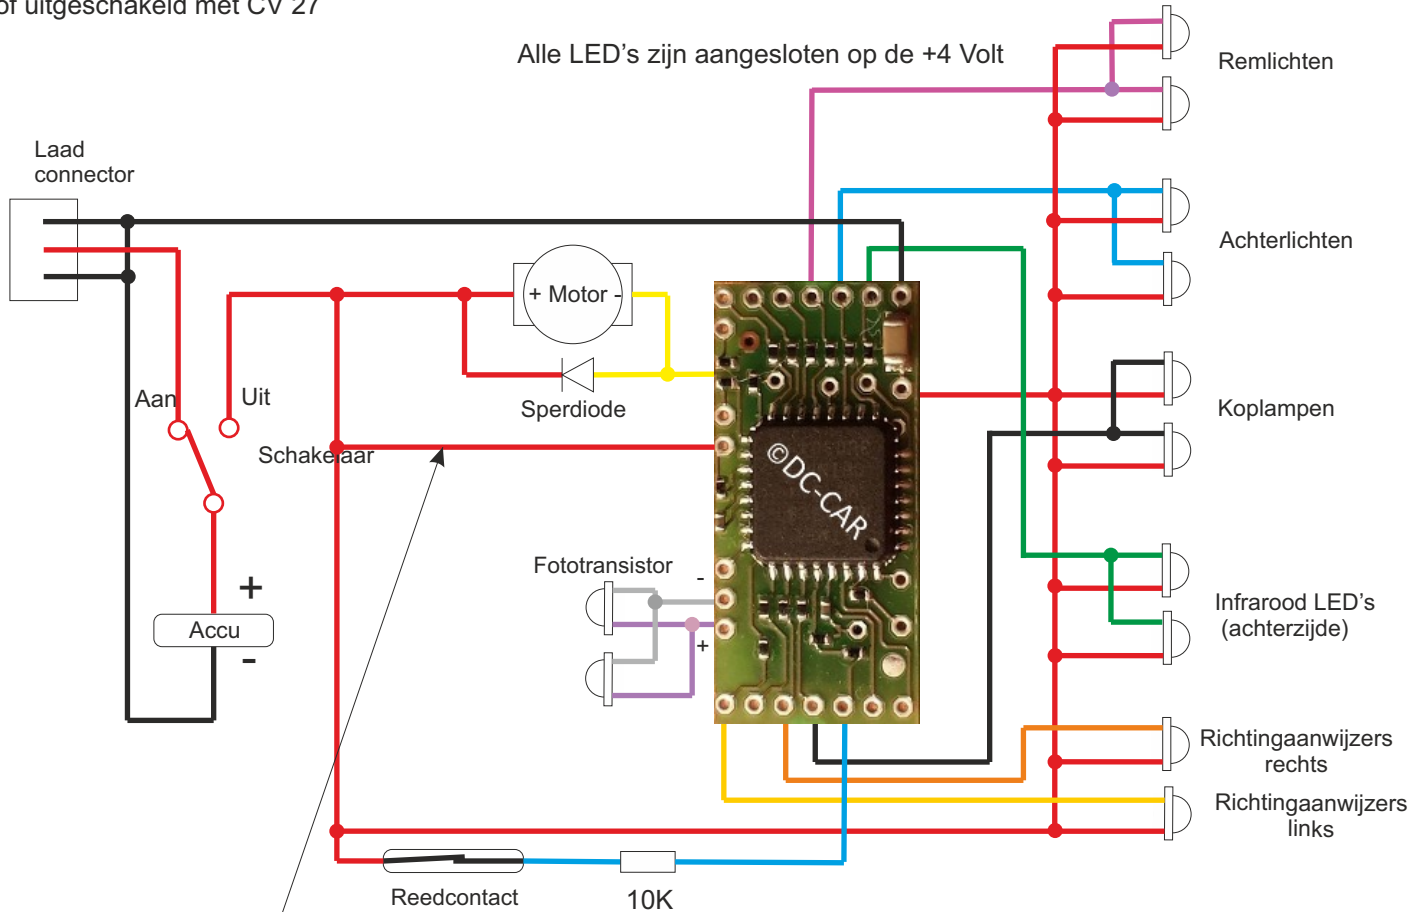 of uitgeschakeld met CV 27
Alle LED's zijn aangesloten op de +4 Volt
Remlichten
Laad
connector
Achterlichten
+ Motor -
Aan
Uit
Sperdiode
Koplampen
Schakelaar
©DC-CAR
Fototransistor
-
+
+
Accu
-
Infrarood LED's
(achterzijde)
Richtingaanwijzers
rechts
Richtingaanwijzers
links
Reedcontact
10K